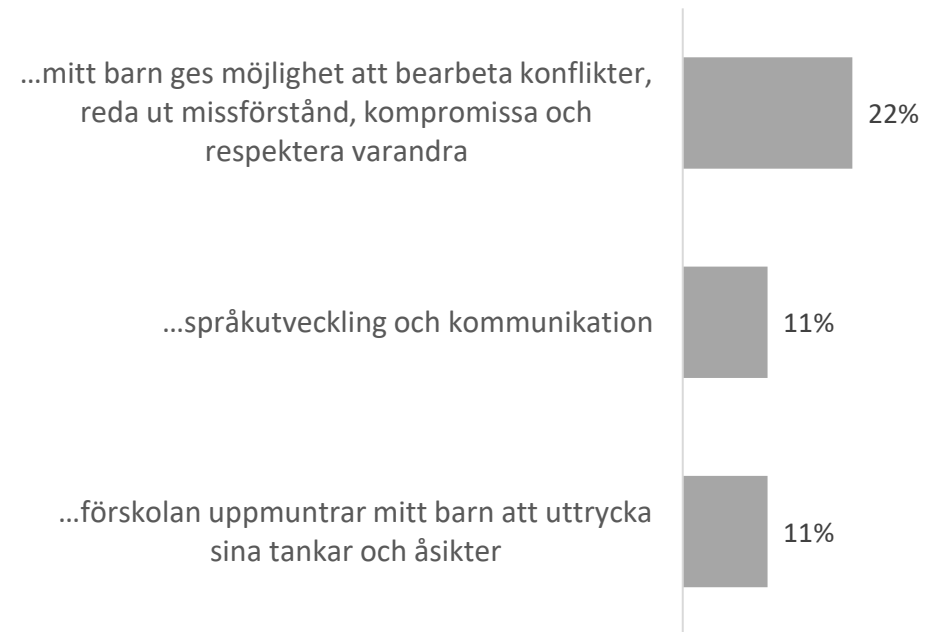 …mitt barn ges möjlighet att bearbeta konflikter,
reda ut missförstånd, kompromissa och
respektera varandra
22%
…språkutveckling och kommunikation
11%
…förskolan uppmuntrar mitt barn att uttrycka
sina tankar och åsikter
11%